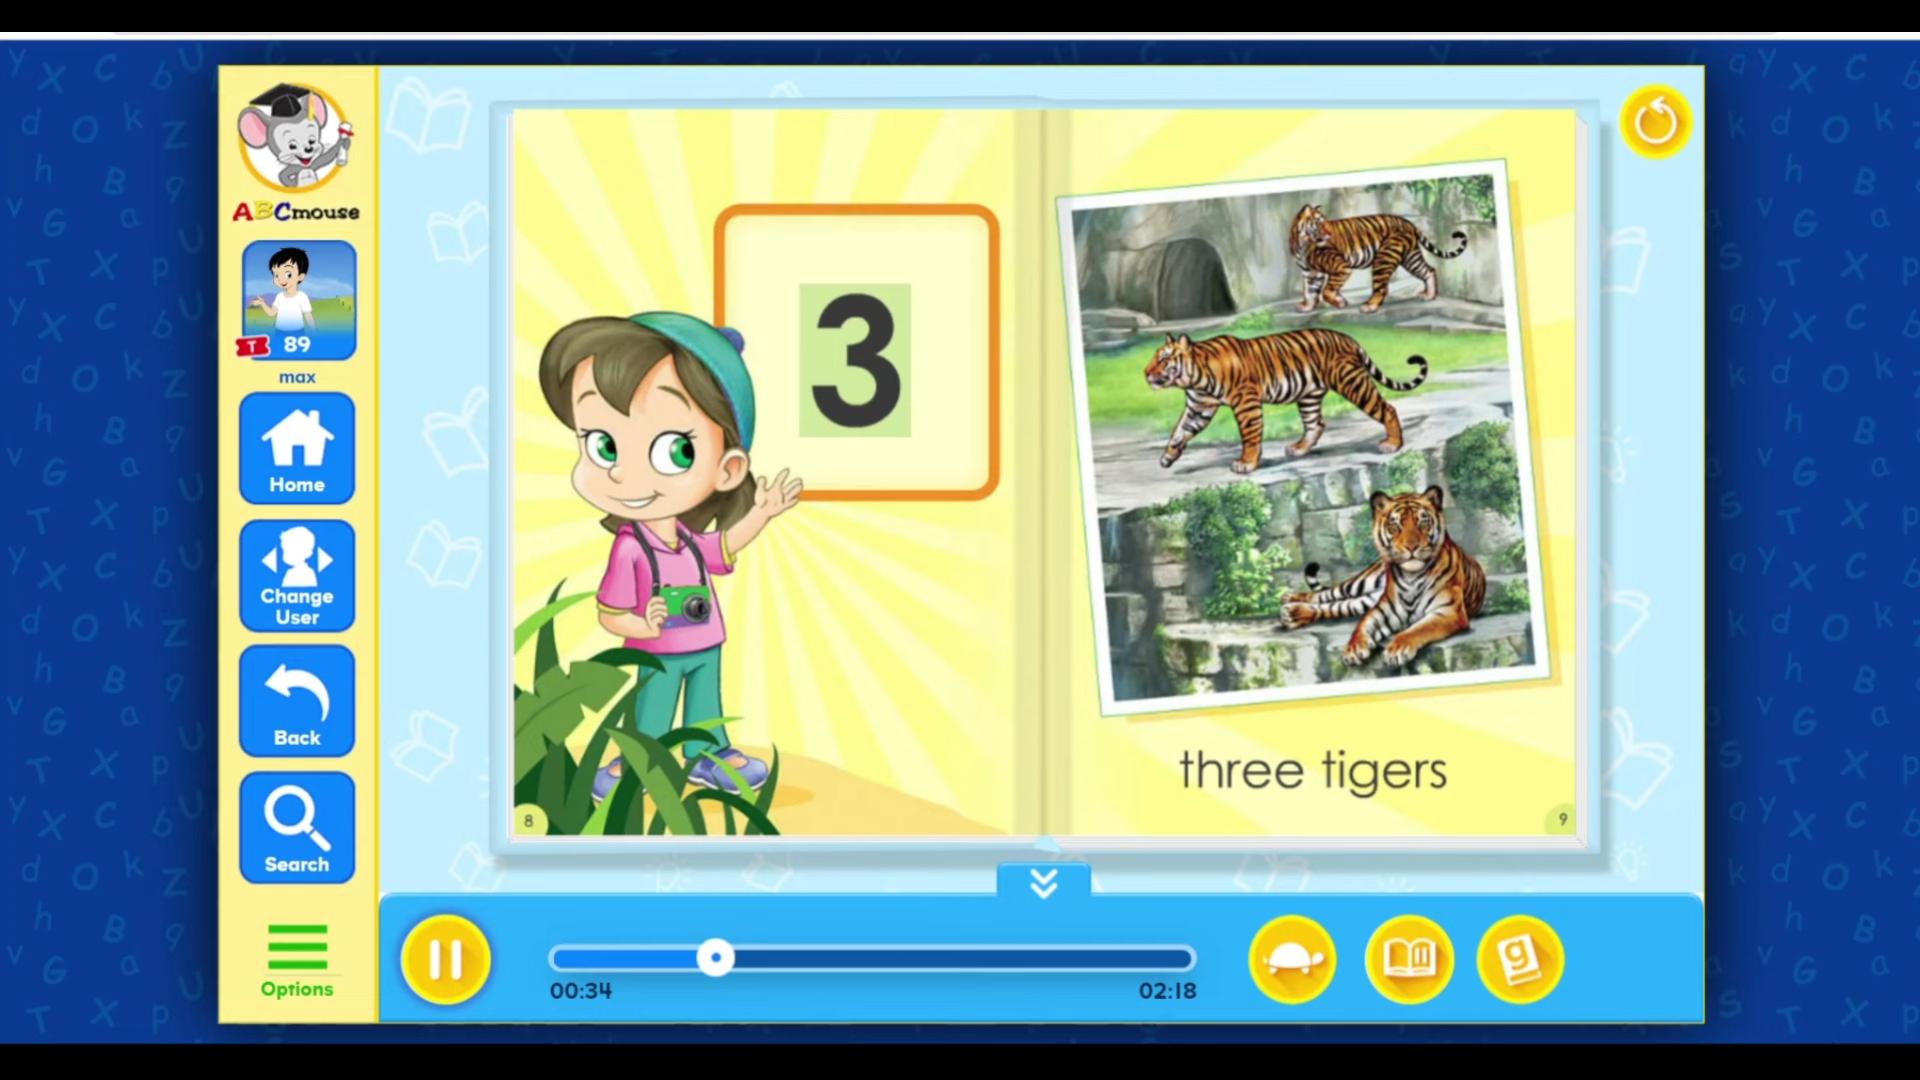 ABCmouse
T 89
max
Home
Change
User
Back
Search
Options
3
8
three tigers
9
00:34
02:18
g